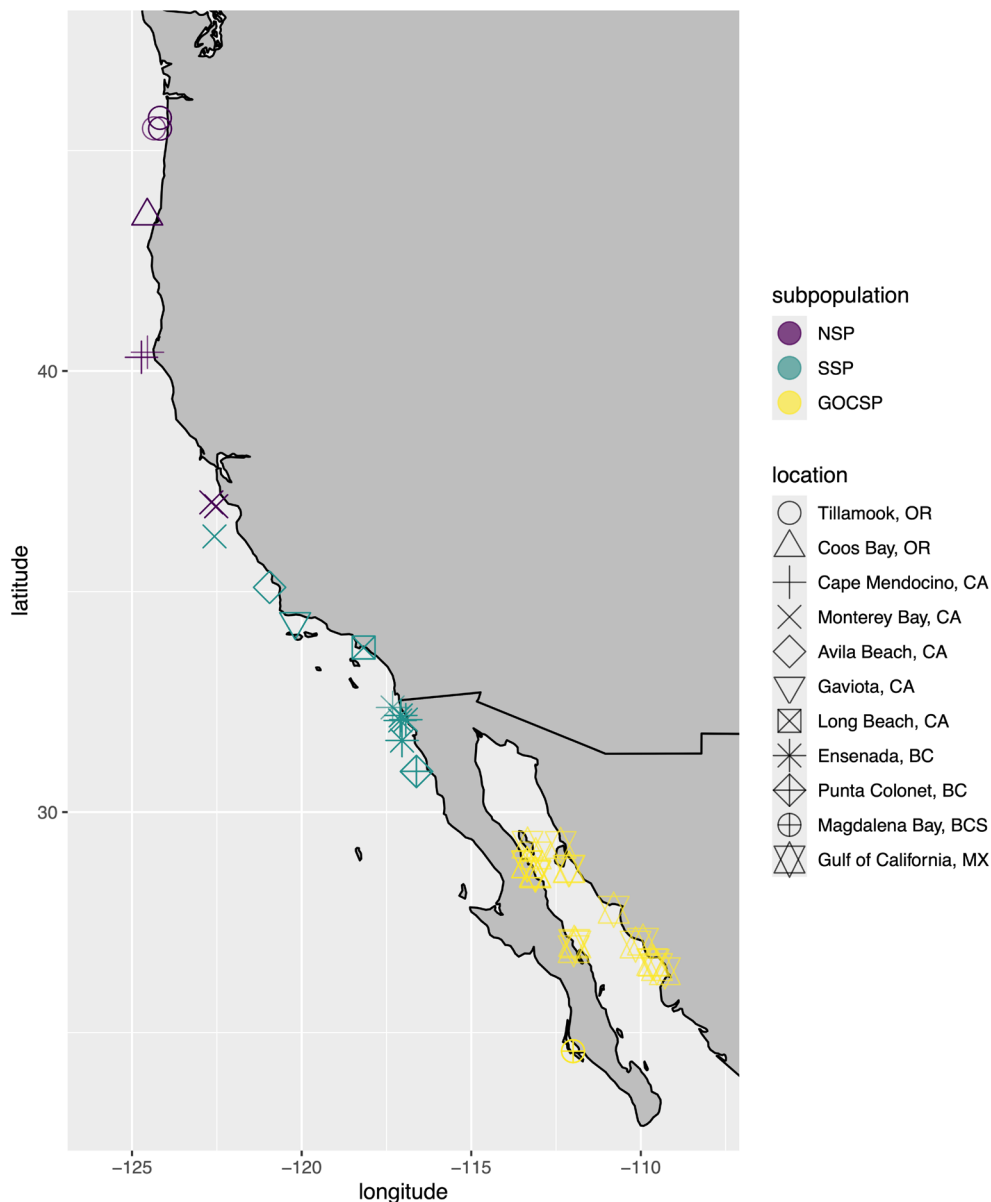 40
30
latitude
−125
−120
−115
−110
longitude
subpopulation
NSP
SSP
GOCSP
location
Tillamook, OR
Coos Bay, OR
Cape Mendocino, CA
Monterey Bay, CA
Avila Beach, CA
Gaviota, CA
Long Beach, CA
Ensenada, BC
Punta Colonet, BC
Magdalena Bay, BCS
Gulf of California, MX